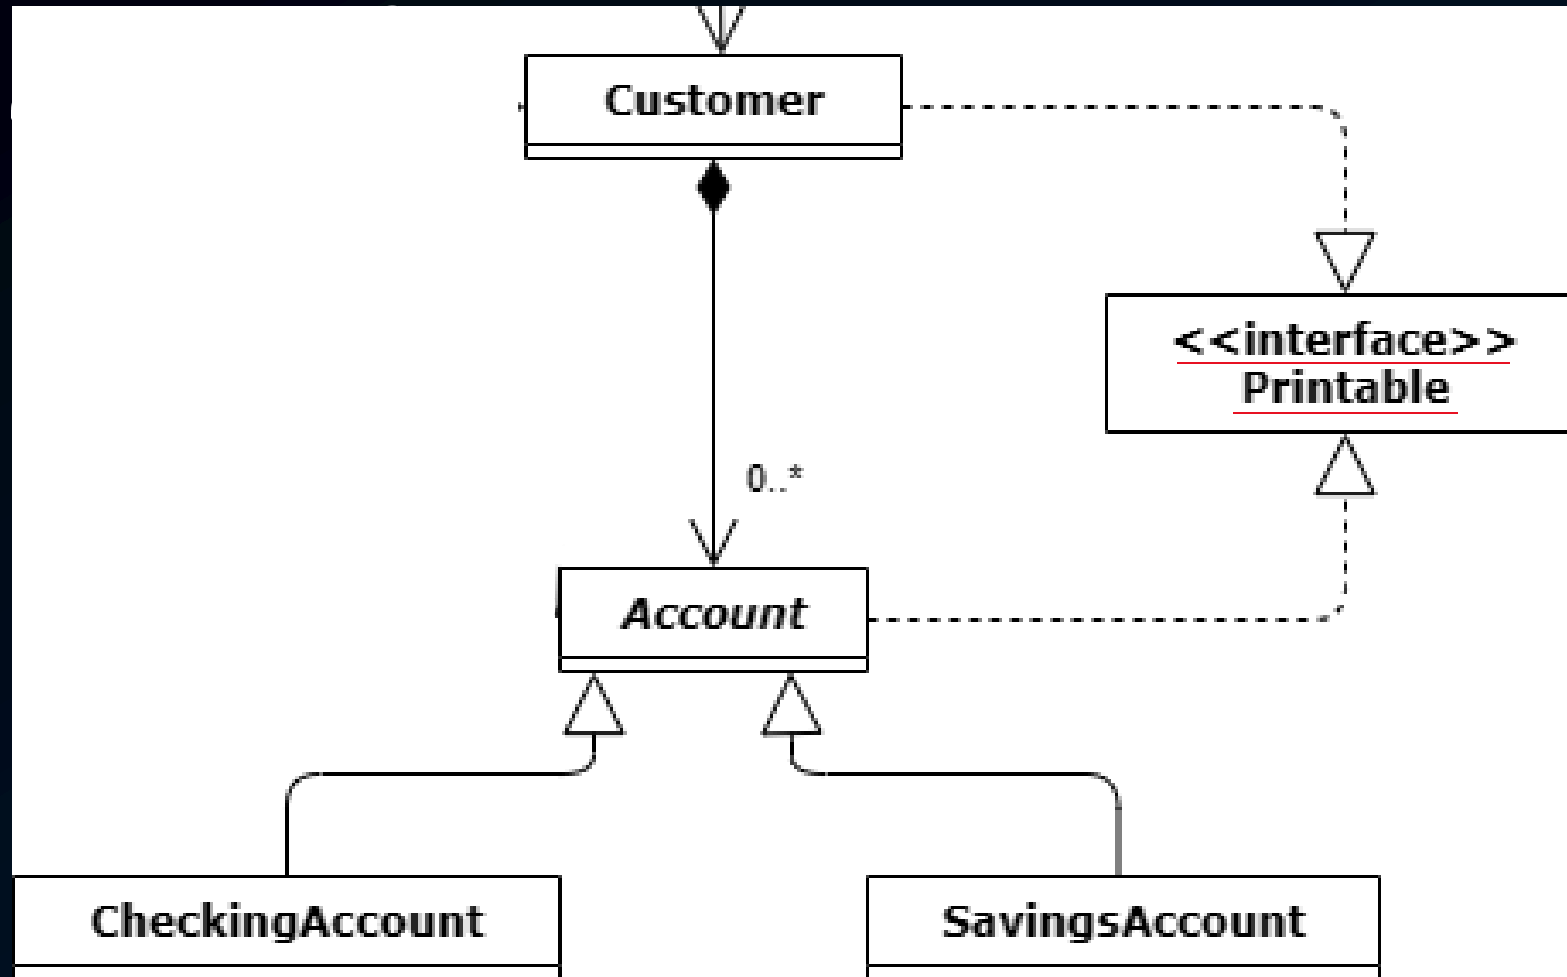 Customer
<<interface>>
Printable
0..*
Account
CheckingAccount
SavingsAccount